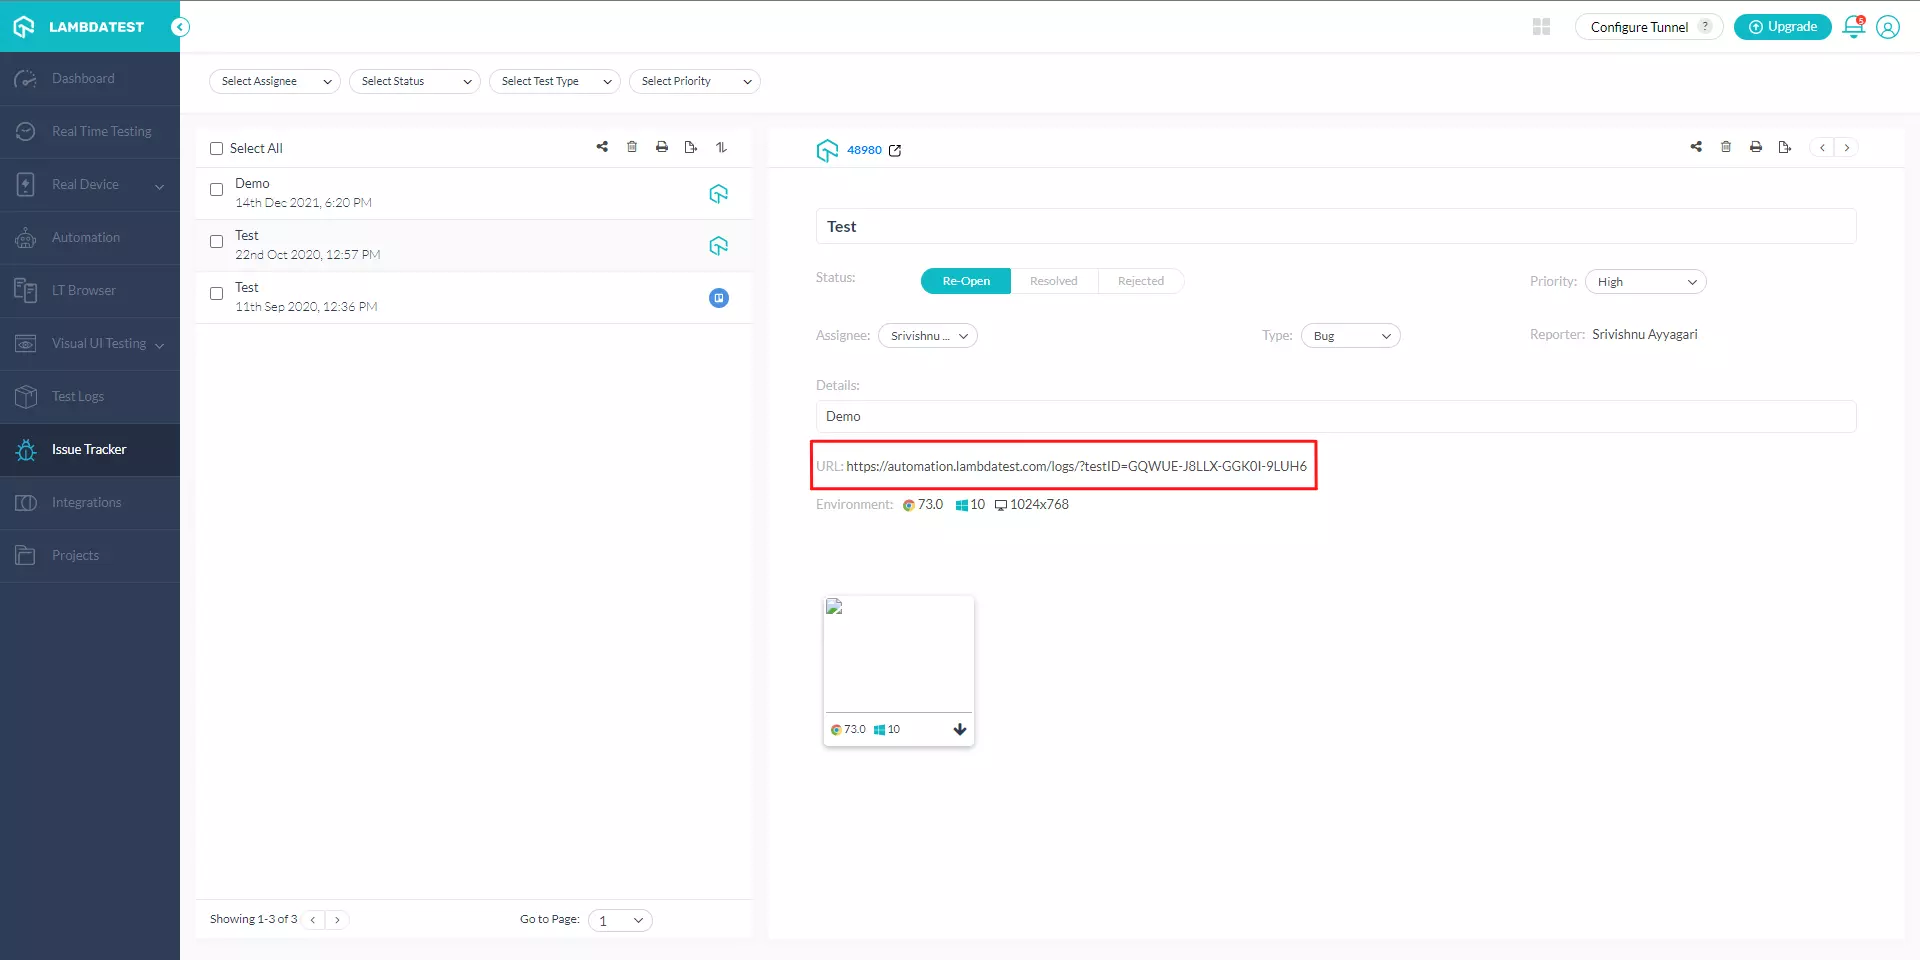 LAMBDATEST
Configure Tunnel ?
Upgrade
5
Dashboard
Real Time Testing
Real Device
Automation
LT Browser
Visual UI Testing
Test Logs
Issue Tracker
Integrations
Projects
Select Assignee
Select Status
Select Test Type
Select Priority
Select All
Demo
14th Dec 2021, 6:20 PM
Test
22nd Oct 2020, 12:57 PM
Test
11th Sep 2020, 12:36 PM
Showing 1-3 of 3
Go to Page: 1
48980
Test
Status: Re-Open Resolved Rejected
Priority: High
Assignee: Srivishnu ...
Type: Bug
Reporter: Srivishnu Ayyagari
Details:
Demo
URL: https://automation.lambdatest.com/logs/?testID=GQWUE-J8LLX-GGK0I-9LUH6
Environment: 73.0 10 1024x768
73.0 10